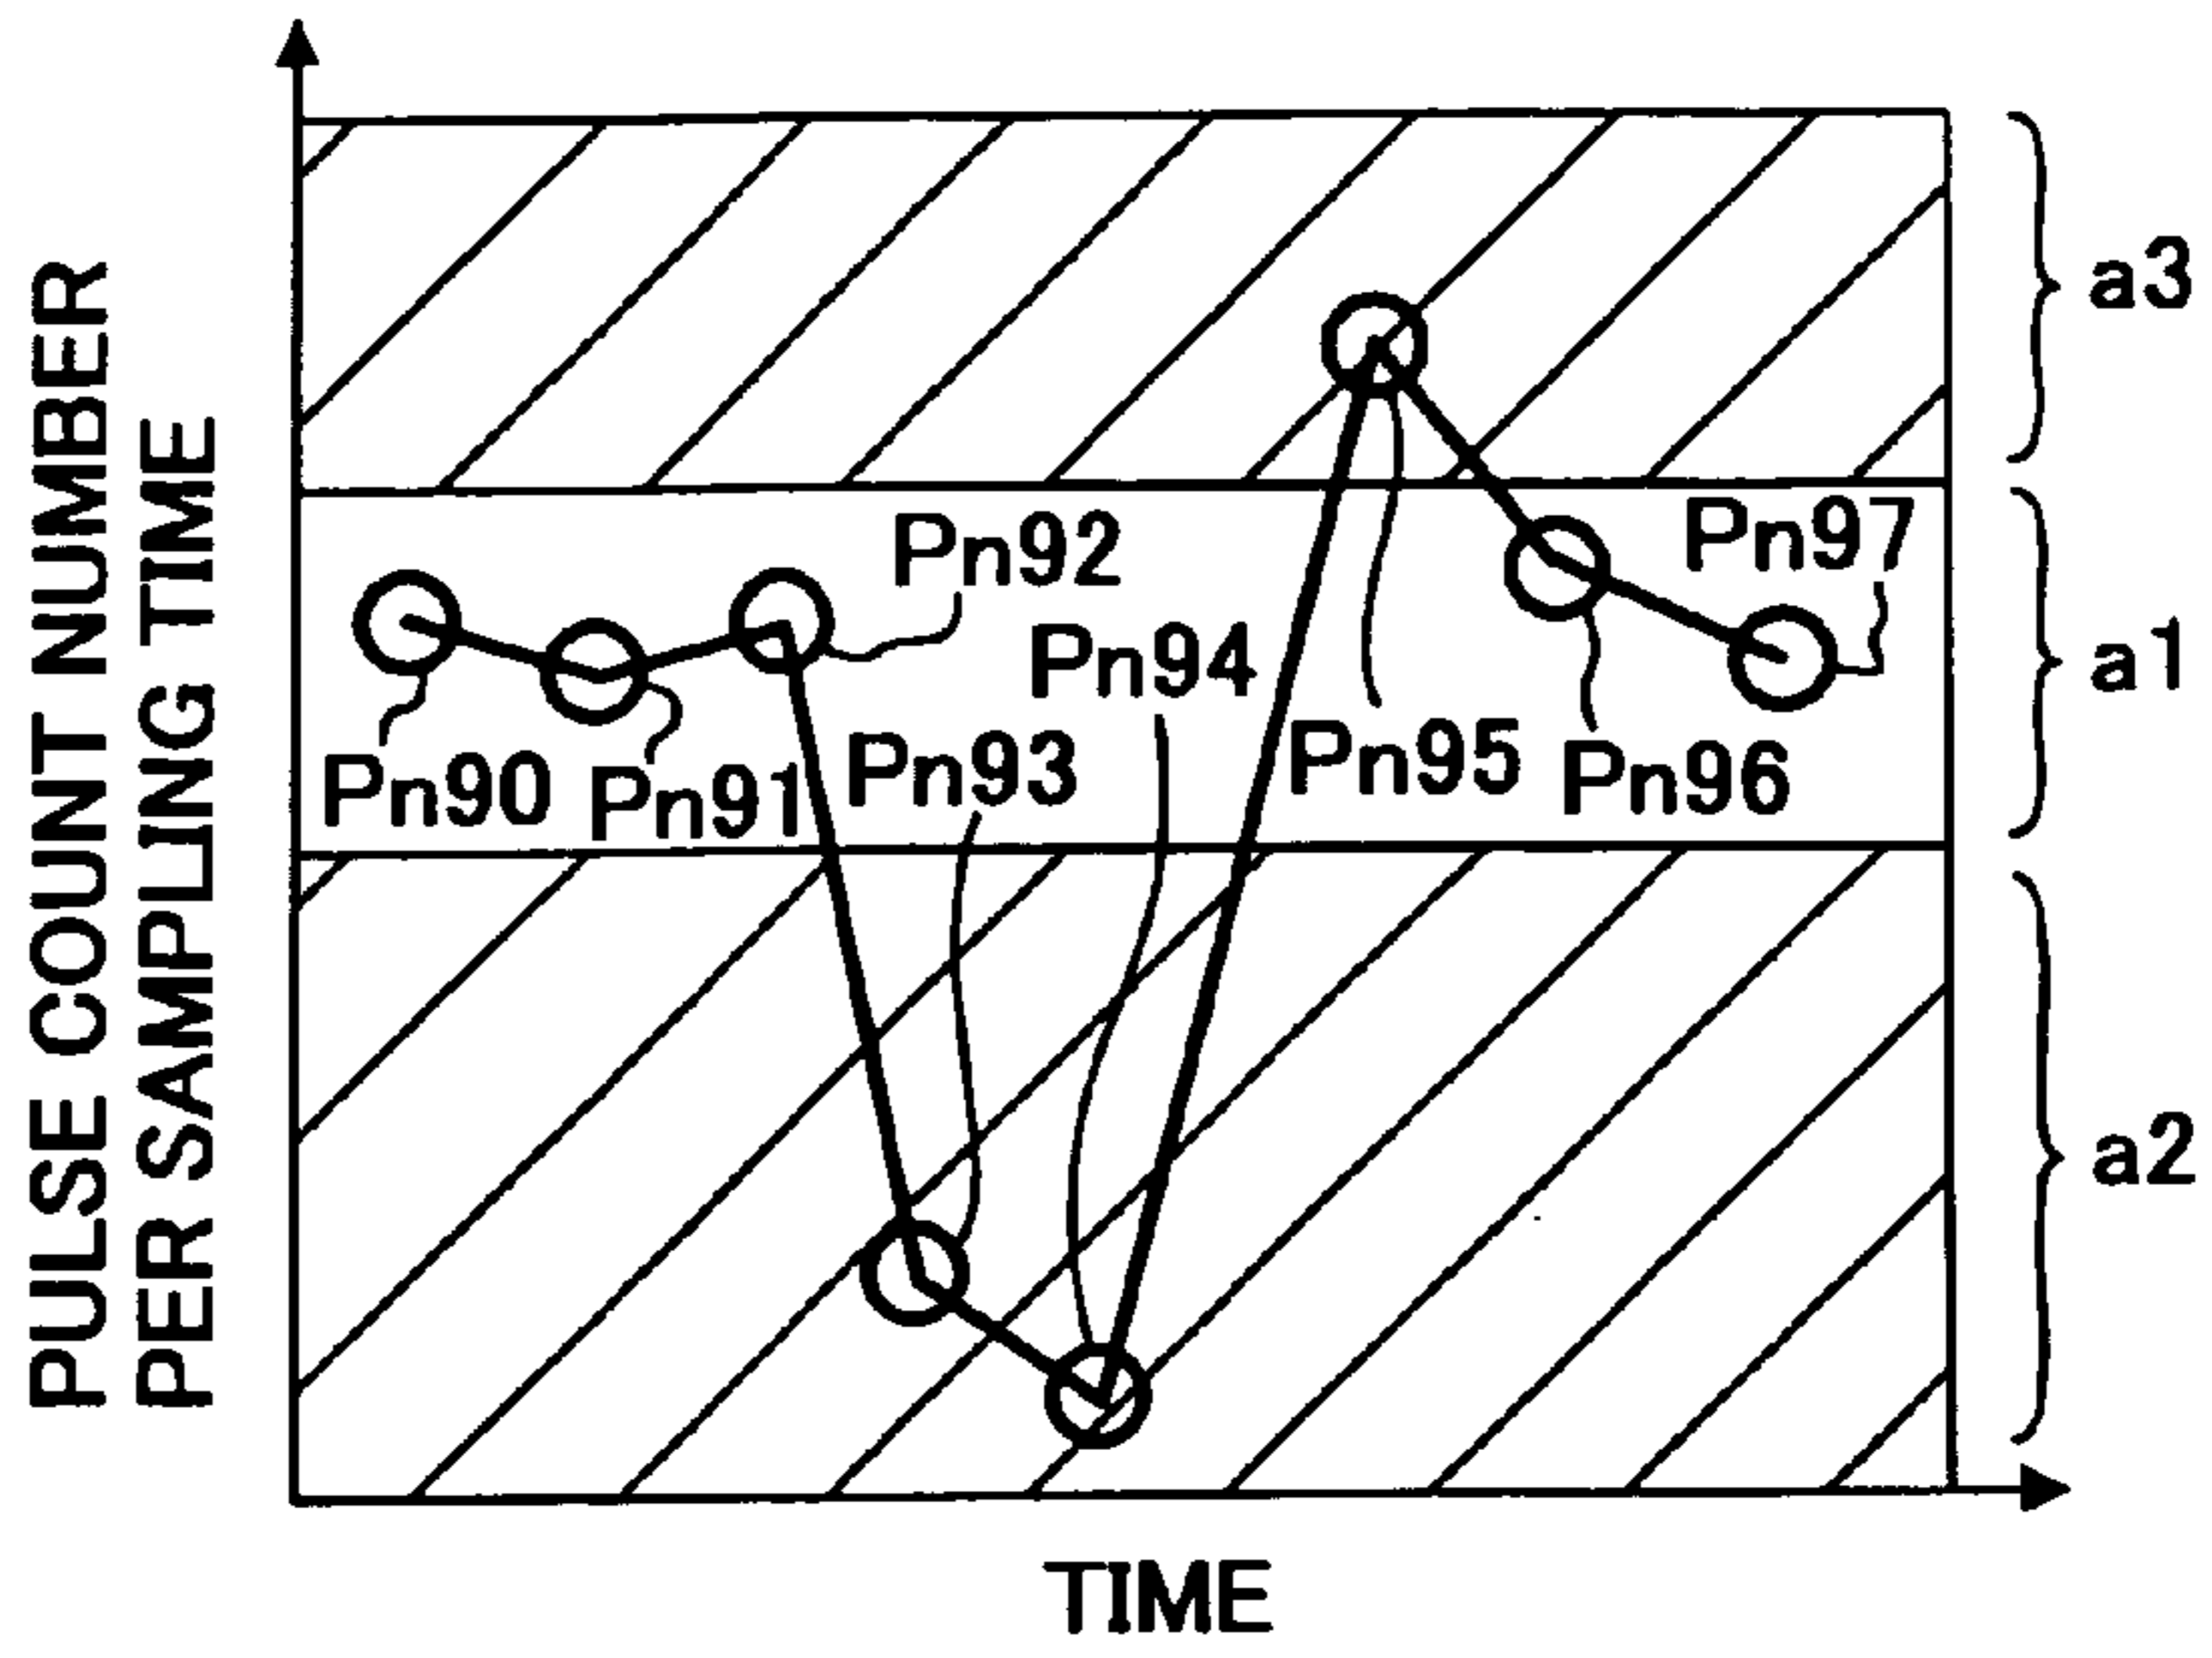 PULSE COUNT NUMBER
PER SAMPLING TIME
a3
Pn92
Pn97
Pn94
a1
Pn90
Pn91
Pn93
Pn95
Pn96
a2
TIME